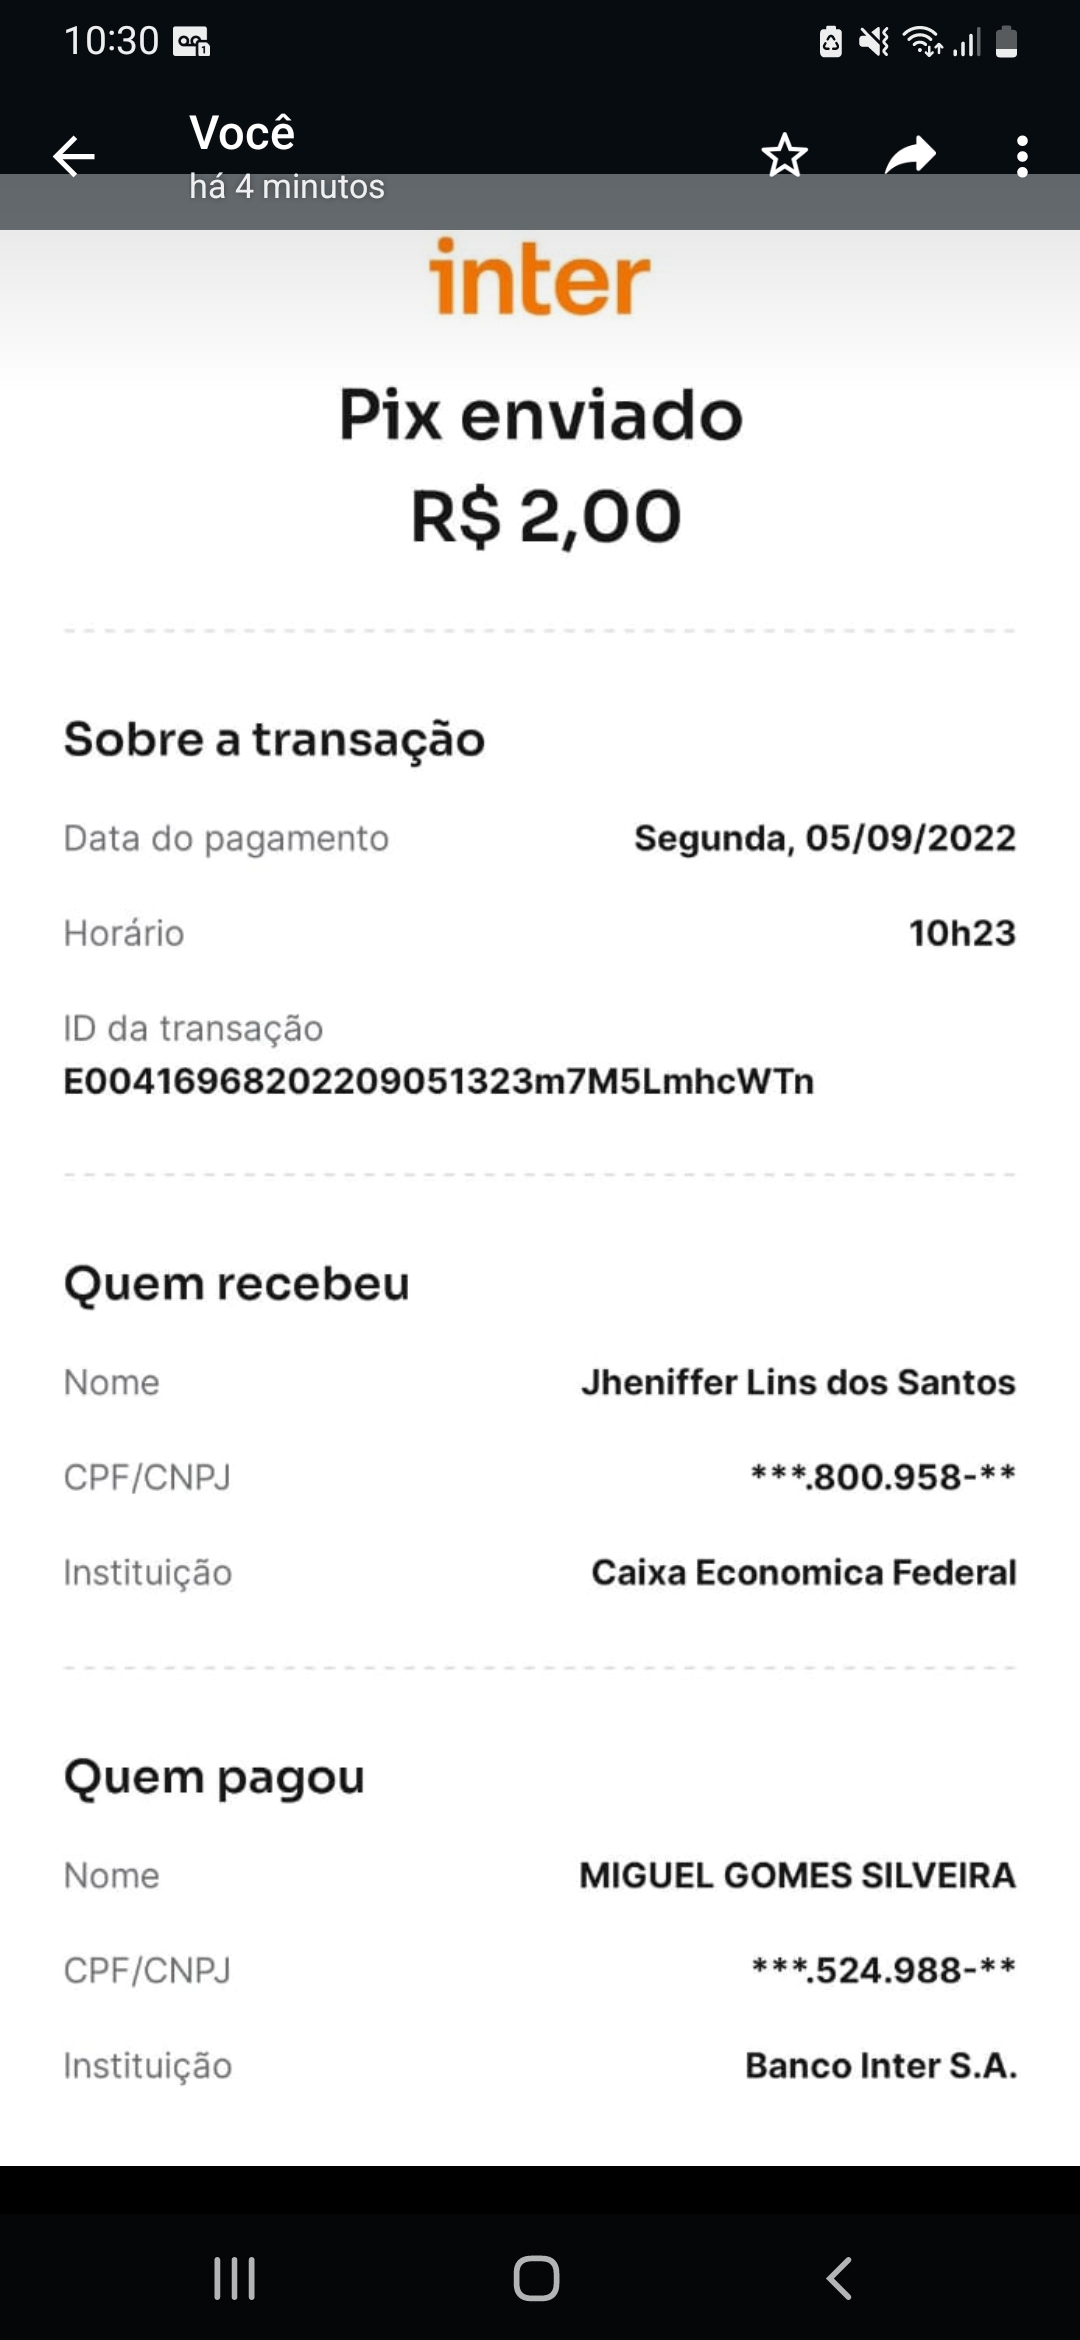 10:30
Você
há 4 minutos
inter
Pix enviado
R$ 2,00
Sobre a transação
Data do pagamento Segunda, 05/09/2022
Horário 10h23
ID da transação
E00416968202209051323m7M5LmhcWTn
Quem recebeu
Nome Jheniffer Lins dos Santos
CPF/CNPJ ***.800.958-**
Instituição Caixa Economica Federal
Quem pagou
Nome MIGUEL GOMES SILVEIRA
CPF/CNPJ ***.524.988-**
Instituição Banco Inter S.A.